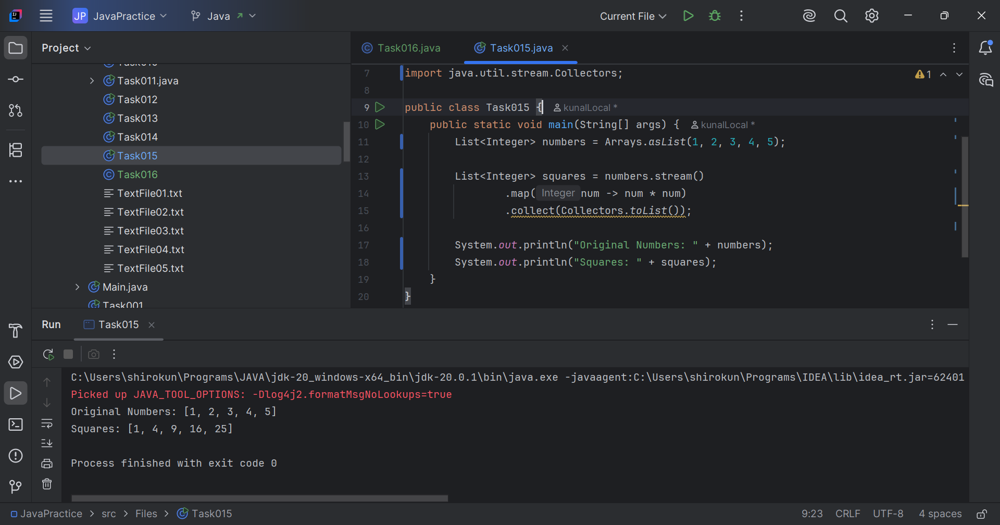 JP JavaPractice Java Current File
Project
Task011.java
Task012
Task013
Task014
Task015
Task016
TextFile01.txt
TextFile02.txt
TextFile03.txt
TextFile04.txt
TextFile05.txt
Main.java
Task001
Task016.java Task015.java
1
7 import java.util.stream.Collectors;
8
9 public class Task015 { kunalLocal *
10 public static void main(String[] args) { kunalLocal *
11 List<Integer> numbers = Arrays.asList(1, 2, 3, 4, 5);
12
13 List<Integer> squares = numbers.stream()
14 .map( Integer num -> num * num)
15 .collect(Collectors.toList());
16
17 System.out.println("Original Numbers: " + numbers);
18 System.out.println("Squares: " + squares);
19 }
20 }
Run Task015
C:\Users\shirokun\Programs\JAVA\jdk-20_windows-x64_bin\jdk-20.0.1\bin\java.exe -javaagent:C:\Users\shirokun\Programs\IDEA\lib\idea_rt.jar=62401
Picked up JAVA_TOOL_OPTIONS: -Dlog4j2.formatMsgNoLookups=true
Original Numbers: [1, 2, 3, 4, 5]
Squares: [1, 4, 9, 16, 25]
Process finished with exit code 0
JavaPractice > src > Files > Task015 9:23 CRLF UTF-8 4 spaces